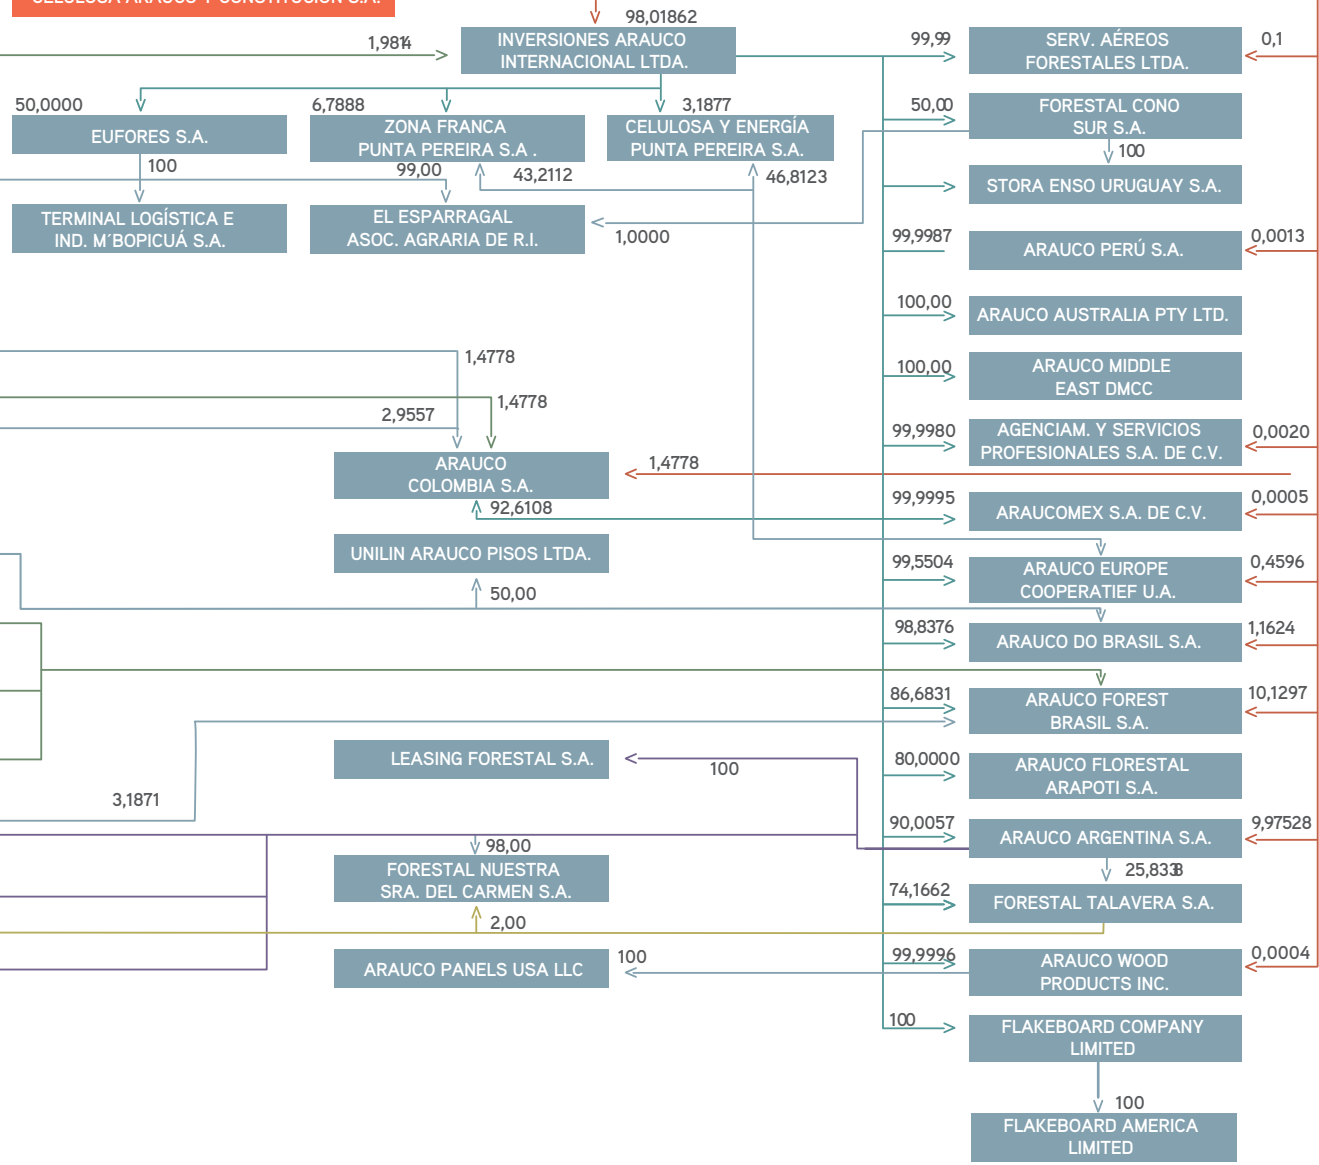 CELULOSA ARAUCO Y CONSTITUCIÓN S.A.
98,01862
1,9814
INVERSIONES ARAUCO
INTERNACIONAL LTDA.
99,99
SERV. AÉREOS
FORESTALES LTDA.
0,1
50,0000
EUFORES S.A.
6,7888
ZONA FRANCA
PUNTA PEREIRA S.A .
3,1877
CELULOSA Y ENERGÍA
PUNTA PEREIRA S.A.
50,00
FORESTAL CONO
SUR S.A.
100
100
99,00
43,2112
46,8123
STORA ENSO URUGUAY S.A.
TERMINAL LOGÍSTICA E
IND. M´BOPICUÁ S.A.
EL ESPARRAGAL
ASOC. AGRARIA DE R.I.
1,0000
99,9987
ARAUCO PERÚ S.A.
0,0013
100,00
ARAUCO AUSTRALIA PTY LTD.
1,4778
100,00
ARAUCO MIDDLE
EAST DMCC
1,4778
2,9557
99,9980
AGENCIAM. Y SERVICIOS
PROFESIONALES S.A. DE C.V.
0,0020
ARAUCO
COLOMBIA S.A.
1,4778
92,6108
99,9995
ARAUCOMEX S.A. DE C.V.
0,0005
UNILIN ARAUCO PISOS LTDA.
50,00
99,5504
ARAUCO EUROPE
COOPERATIEF U.A.
0,4596
98,8376
ARAUCO DO BRASIL S.A.
1,1624
86,6831
ARAUCO FOREST
BRASIL S.A.
10,1297
LEASING FORESTAL S.A.
100
80,0000
ARAUCO FLORESTAL
ARAPOTI S.A.
3,1871
90,0057
ARAUCO ARGENTINA S.A.
9,97528
98,00
FORESTAL NUESTRA
SRA. DEL CARMEN S.A.
25,8338
74,1662
FORESTAL TALAVERA S.A.
2,00
ARAUCO PANELS USA LLC
100
99,9996
ARAUCO WOOD
PRODUCTS INC.
0,0004
100
FLAKEBOARD COMPANY
LIMITED
100
FLAKEBOARD AMERICA
LIMITED